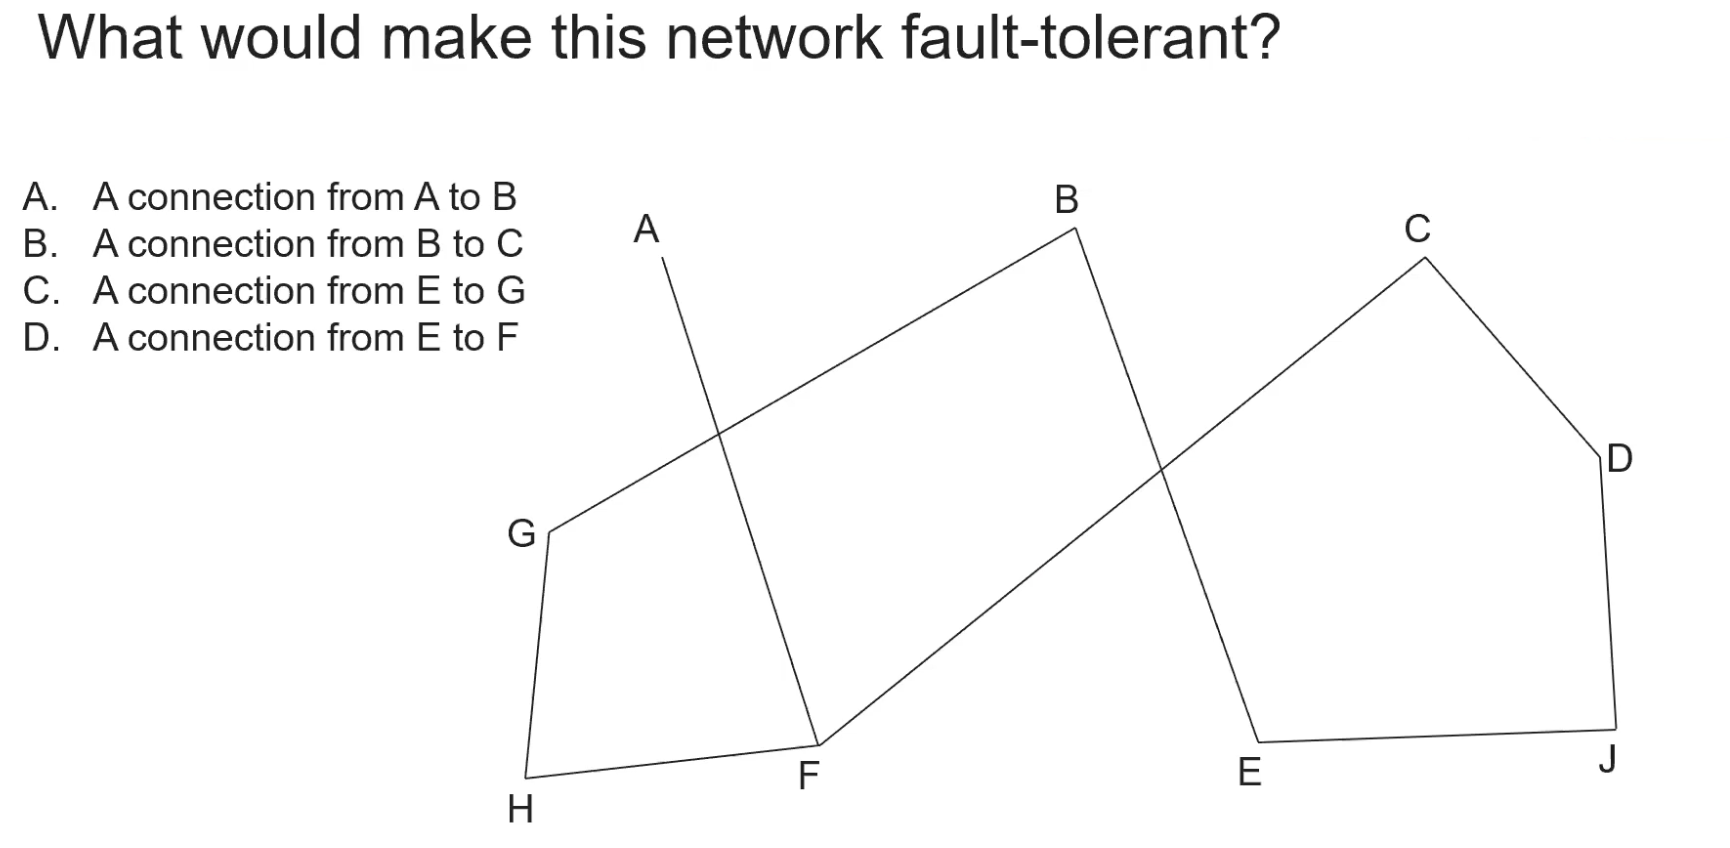 What would make this network fault-tolerant?
A. A connection from A to B
B. A connection from B to C
C. A connection from E to G
D. A connection from E to F
B
A
C
D
G
J
F
E
H